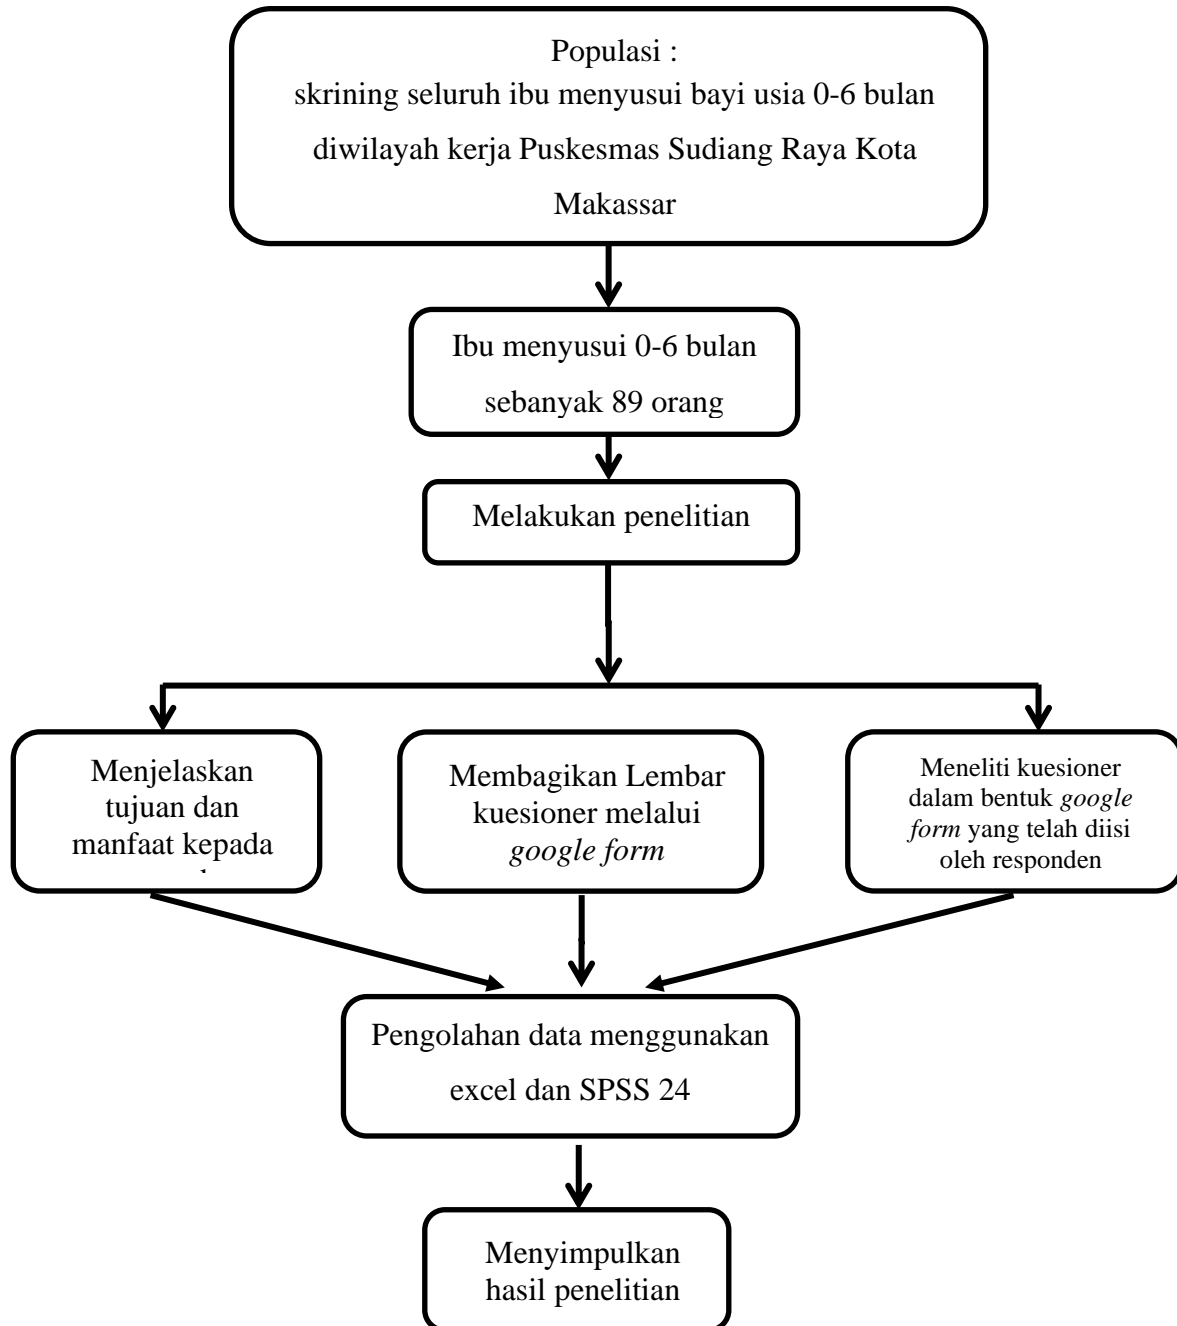 Populasi :
skrining seluruh ibu menyusui bayi usia 0-6 bulan
diwilayah kerja Puskesmas Sudiang Raya Kota
Makassar
Ibu menyusui 0-6 bulan
sebanyak 89 orang
Melakukan penelitian
Menjelaskan
tujuan dan
manfaat kepada
Membagikan Lembar
kuesioner melalui
google form
Meneliti kuesioner
dalam bentuk google
form yang telah diisi
oleh responden
Pengolahan data menggunakan
excel dan SPSS 24
Menyimpulkan
hasil penelitian